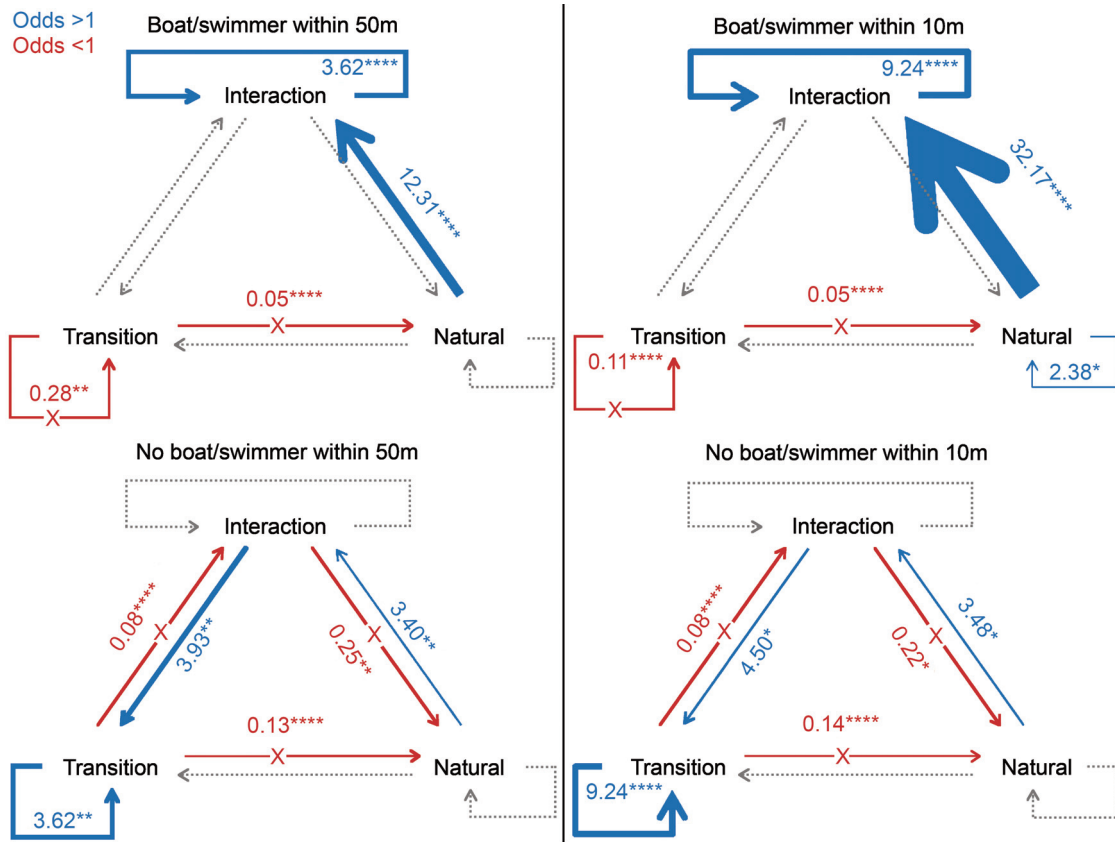 Odds >1
Odds <1
Boat/swimmer within 50m
3.62****
Interaction
12.31****
0.05****
Transition
Natural
0.28**
X
X
Boat/swimmer within 10m
9.24****
Interaction
32.17****
0.05****
Transition
Natural
0.11****
2.38*
X
X
No boat/swimmer within 50m
Interaction
0.08****
3.93**
0.25**
3.40**
X
X
0.13****
Transition
Natural
X
3.62**
No boat/swimmer within 10m
Interaction
0.08****
4.50*
0.22*
3.48*
X
X
0.14****
Transition
Natural
X
9.24****